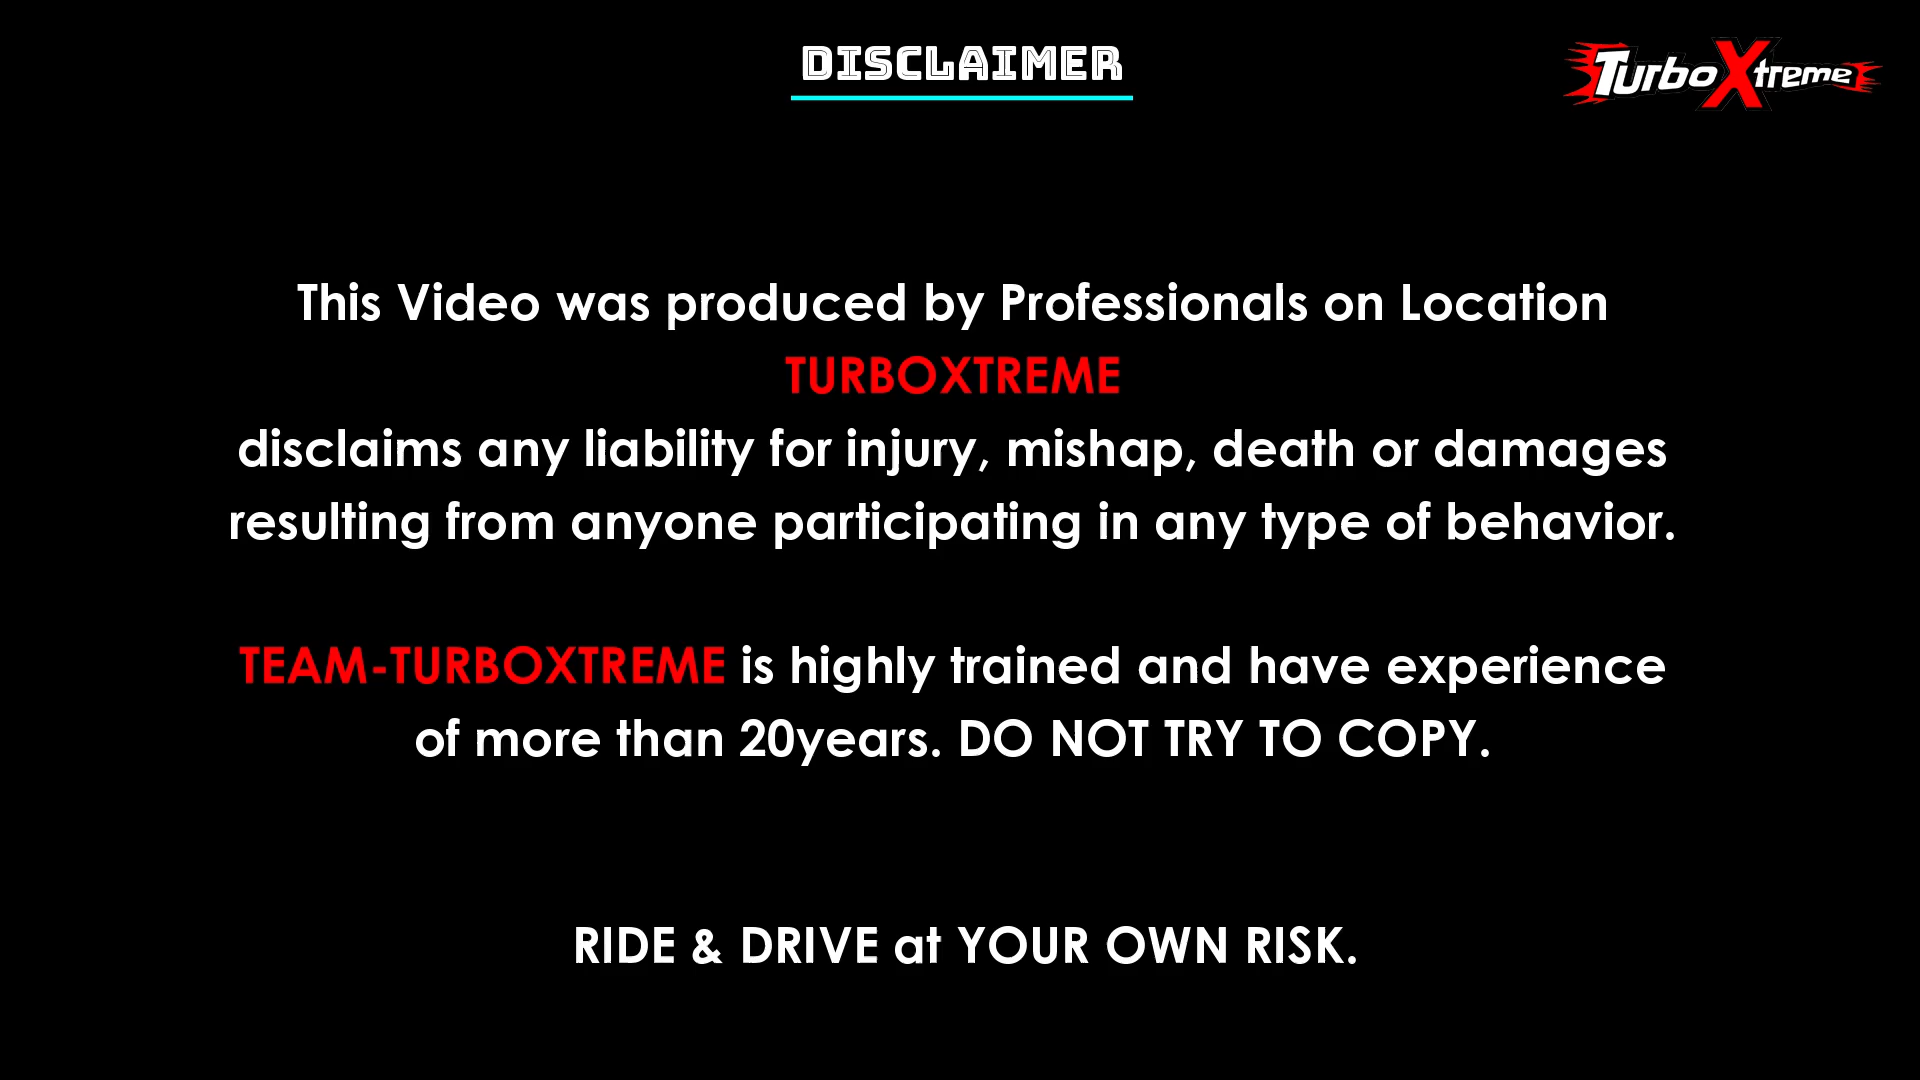 DISCLAIMER
TurboXtreme
This Video was produced by Professionals on Location
TURBOXTREME
disclaims any liability for injury, mishap, death or damages
resulting from anyone participating in any type of behavior.
TEAM-TURBOXTREME is highly trained and have experience
of more than 20years. DO NOT TRY TO COPY.
RIDE & DRIVE at YOUR OWN RISK.